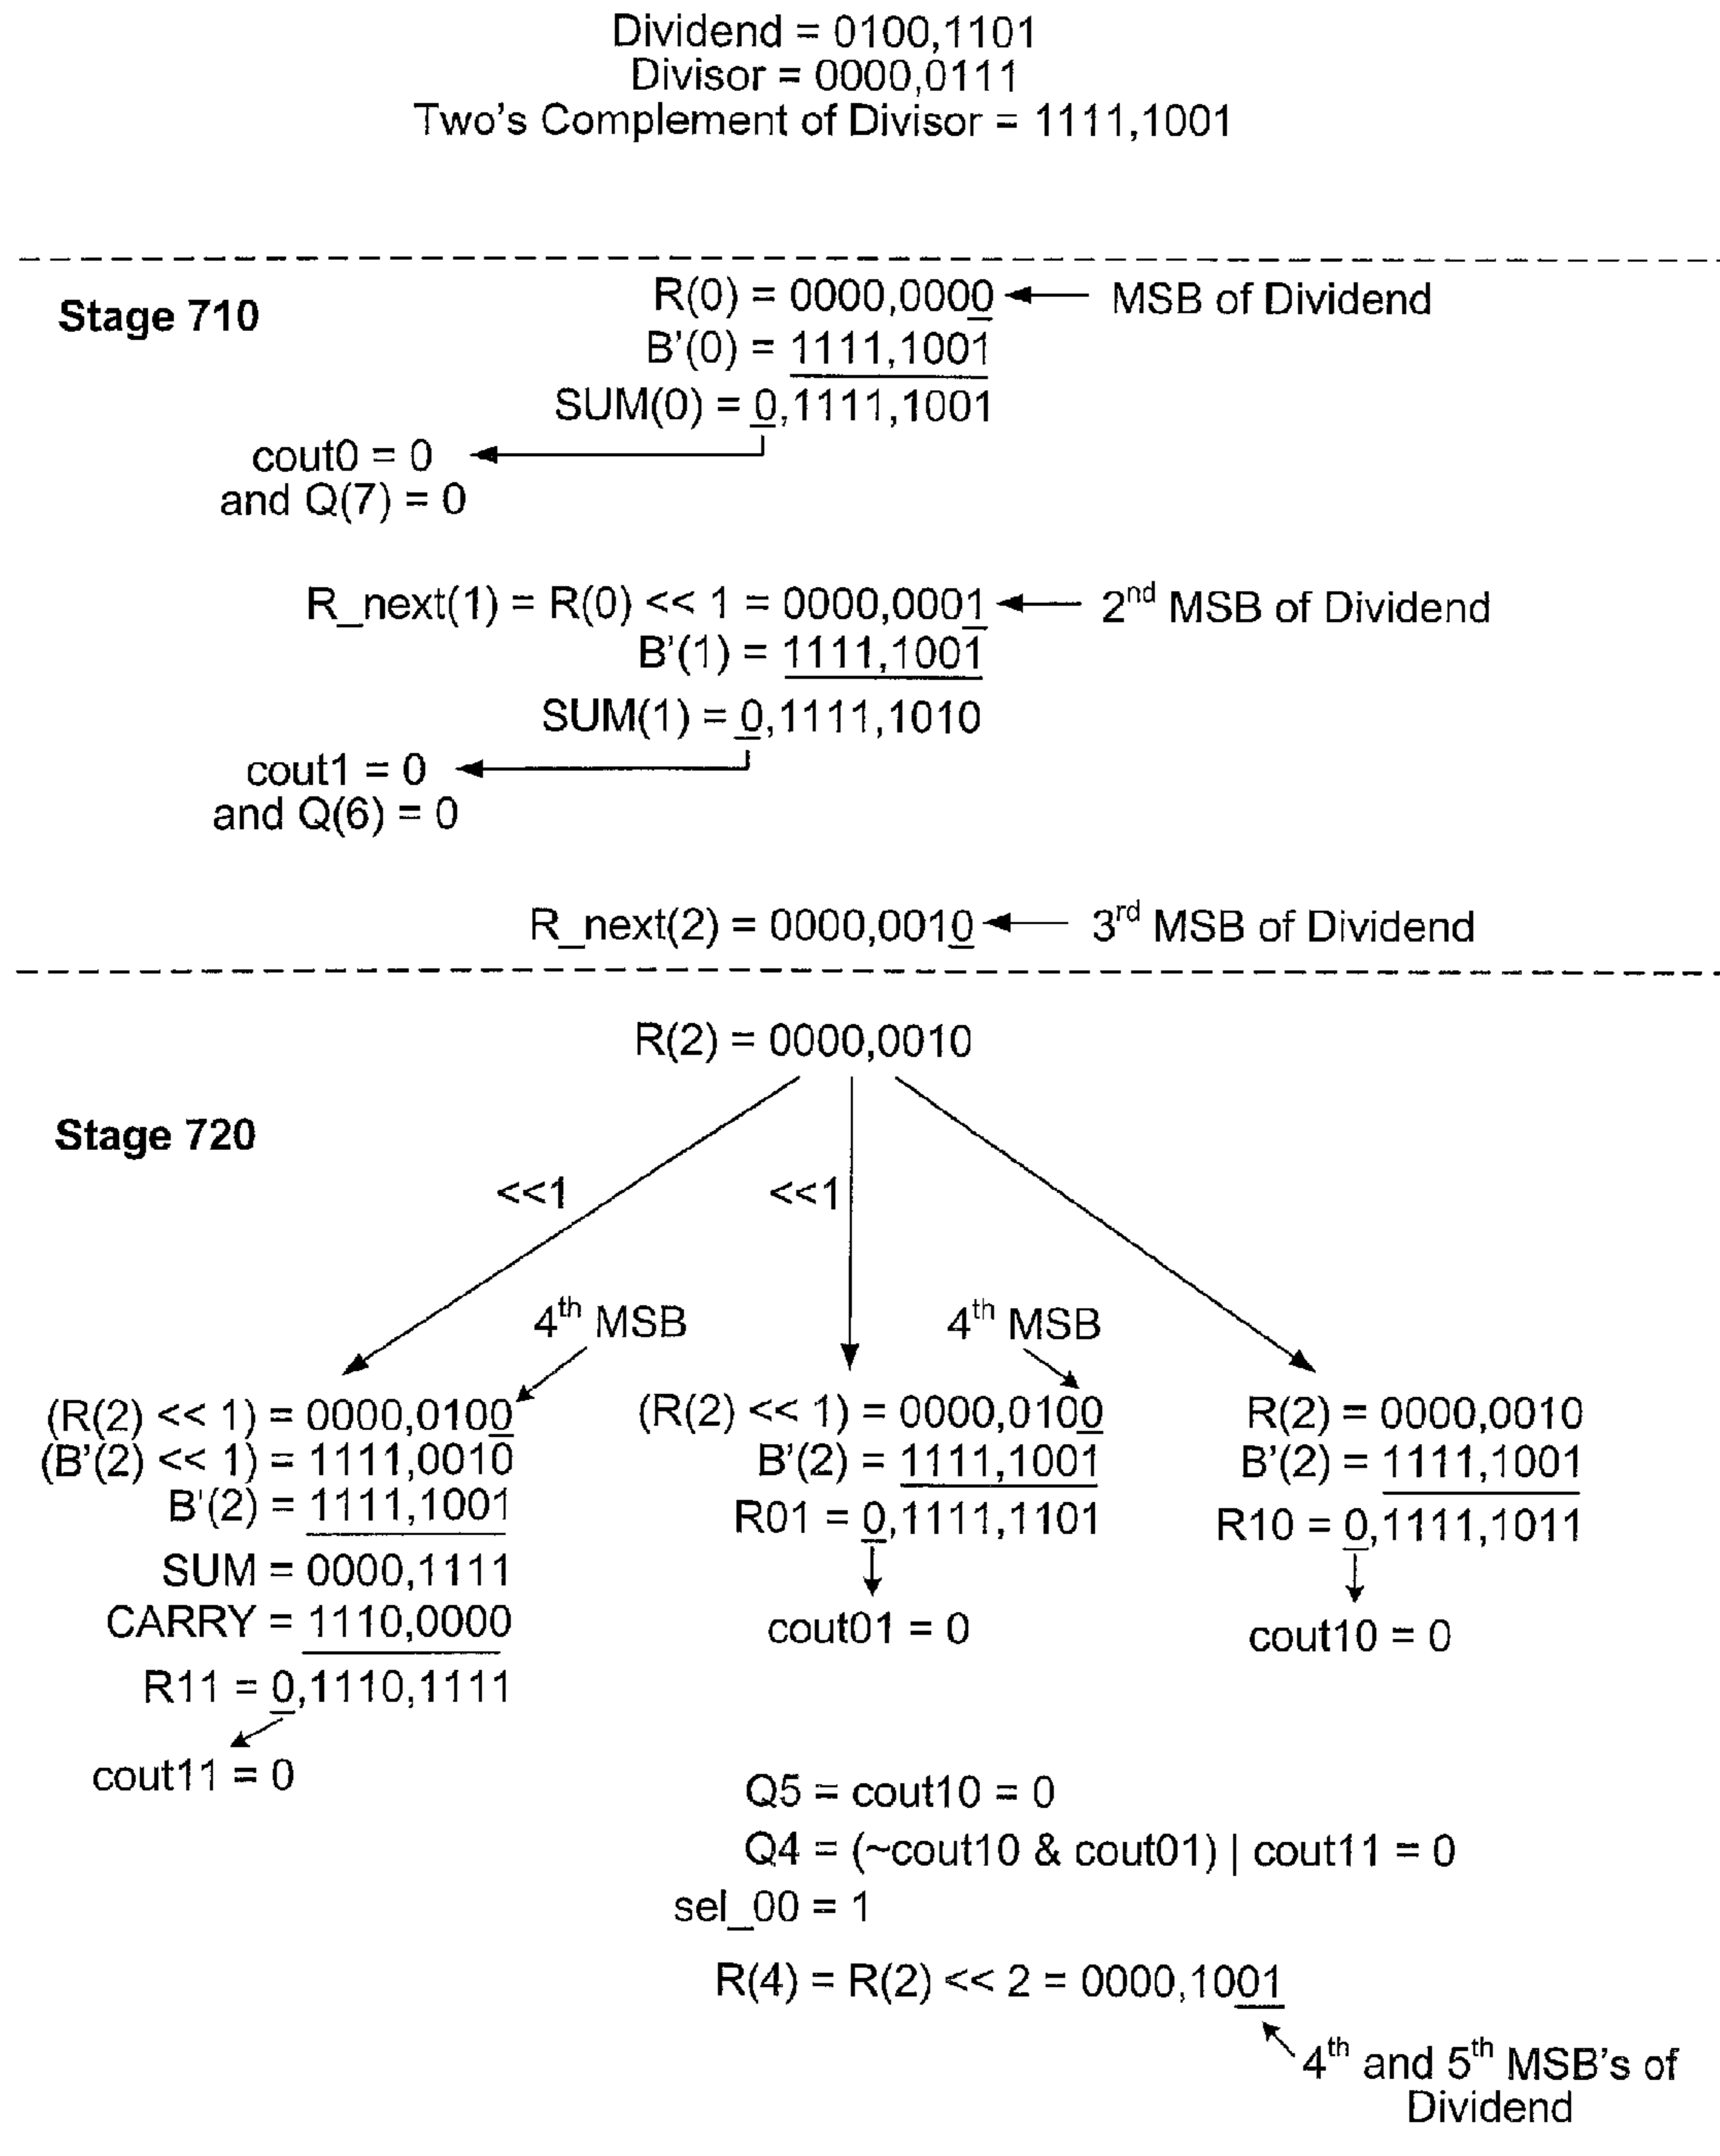 Dividend = 0100,1101
Divisor = 0000,0111
Two's Complement of Divisor = 1111,1001
Stage 710
R(0) = 0000,0000 MSB of Dividend
B'(0) = 1111,1001
SUM(0) = 0,1111,1001
cout0 = 0
and Q(7) = 0
R_next(1) = R(0) << 1 = 0000,0001 2nd MSB of Dividend
B'(1) = 1111,1001
SUM(1) = 0,1111,1010
cout1 = 0
and Q(6) = 0
R_next(2) = 0000,0010 3rd MSB of Dividend
R(2) = 0000,0010
Stage 720
<<1 <<1
4th MSB 4th MSB
(R(2) << 1) = 0000,0100 (R(2) << 1) = 0000,0100 R(2) = 0000,0010
(B'(2) << 1) = 1111,0010 B'(2) = 1111,1001 B'(2) = 1111,1001
B'(2) = 1111,1001 R01 = 0,1111,1101 R10 = 0,1111,1011
SUM = 0000,1111
CARRY = 1110,0000 cout01 = 0 cout10 = 0
R11 = 0,1110,1111
cout11 = 0
Q5 = cout10 = 0
Q4 = (~cout10 & cout01) | cout11 = 0
sel_00 = 1
R(4) = R(2) << 2 = 0000,1001
4th and 5th MSB's of
Dividend